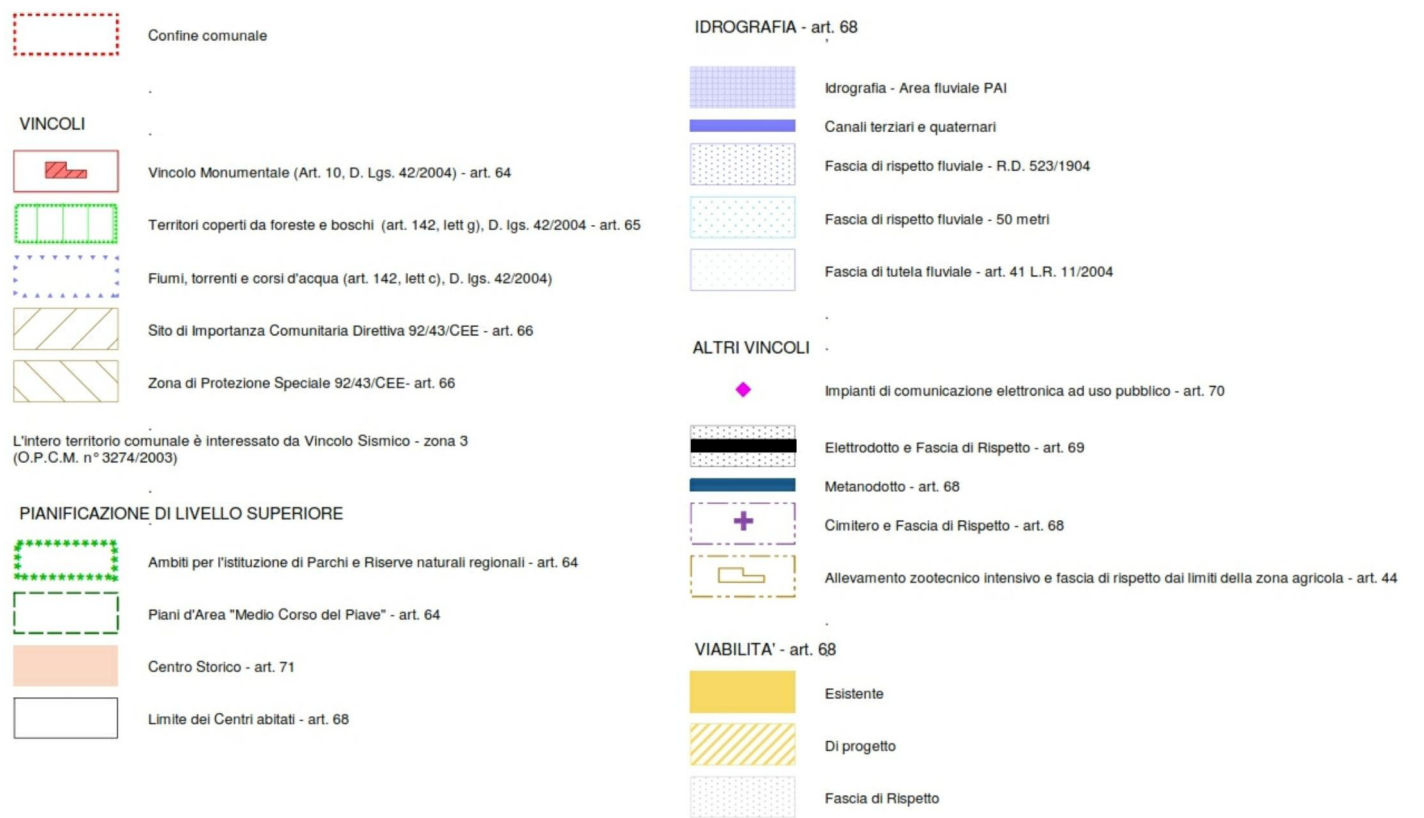 Confine comunale
VINCOLI
Vincolo Monumentale (Art. 10, D. Lgs. 42/2004) - art. 64
Territori coperti da foreste e boschi (art. 142, lett g), D. lgs. 42/2004 - art. 65
Fiumi, torrenti e corsi d'acqua (art. 142, lett c), D. lgs. 42/2004)
Sito di Importanza Comunitaria Direttiva 92/43/CEE - art. 66
Zona di Protezione Speciale 92/43/CEE- art. 66
L'intero territorio comunale è interessato da Vincolo Sismico - zona 3
(O.P.C.M. n° 3274/2003)
PIANIFICAZIONE DI LIVELLO SUPERIORE
Ambiti per l'istituzione di Parchi e Riserve naturali regionali - art. 64
Piani d'Area "Medio Corso del Piave" - art. 64
Centro Storico - art. 71
Limite dei Centri abitati - art. 68
IDROGRAFIA - art. 68
Idrografia - Area fluviale PAI
Canali terziari e quaternari
Fascia di rispetto fluviale - R.D. 523/1904
Fascia di rispetto fluviale - 50 metri
Fascia di tutela fluviale - art. 41 L.R. 11/2004
ALTRI VINCOLI
Impianti di comunicazione elettronica ad uso pubblico - art. 70
Elettrodotto e Fascia di Rispetto - art. 69
Metanodotto - art. 68
Cimitero e Fascia di Rispetto - art. 68
Allevamento zootecnico intensivo e fascia di rispetto dai limiti della zona agricola - art. 44
VIABILITA' - art. 68
Esistente
Di progetto
Fascia di Rispetto